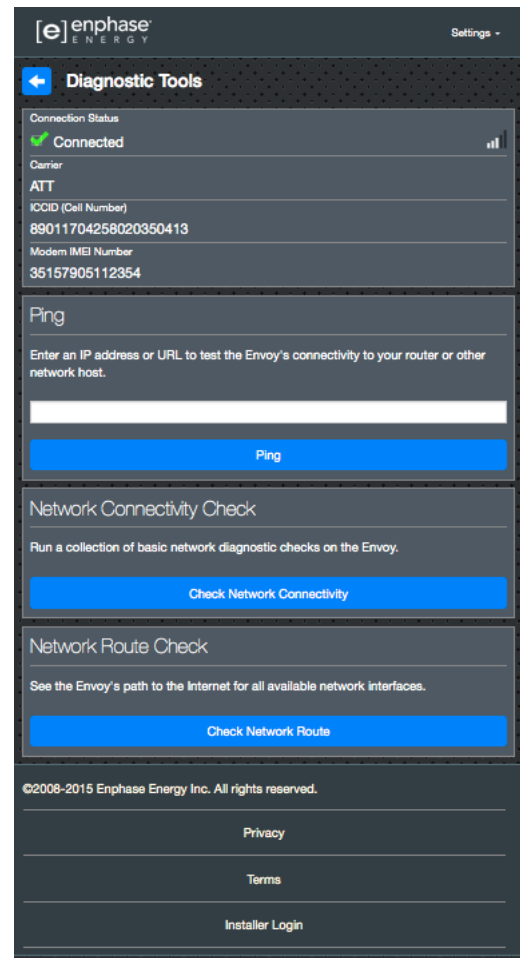 [e] enphase
ENERGY
Settings
Diagnostic Tools
Connection Status
Connected
Carrier
ATT
ICCID (Cell Number)
89011704258020350413
Modem IMEI Number
35157905112354
Ping
Enter an IP address or URL to test the Envoy's connectivity to your router or other
network host.
Ping
Network Connectivity Check
Run a collection of basic network diagnostic checks on the Envoy.
Check Network Connectivity
Network Route Check
See the Envoy's path to the Internet for all available network interfaces.
Check Network Route
©2008-2015 Enphase Energy Inc. All rights reserved.
Privacy
Terms
Installer Login